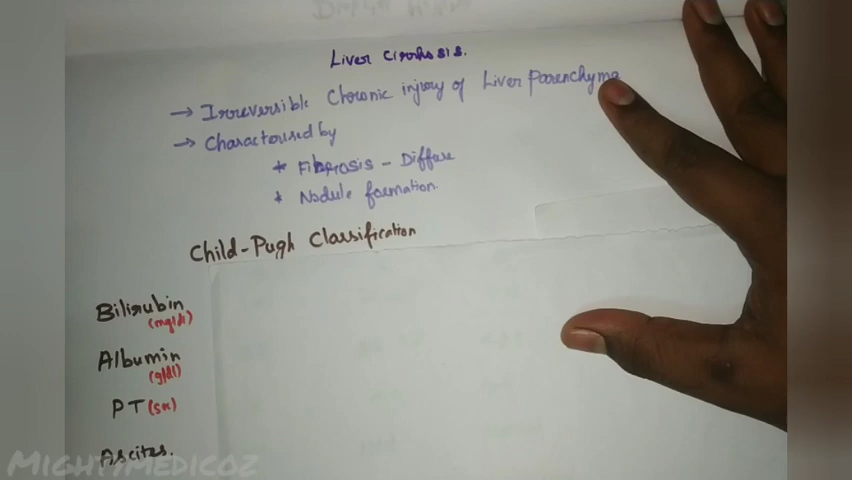 Liver Cirrhosis.
→ Irreversible Chronic injury of Liver Parenchyma
→ Characterised by
* Fibrosis - Diffuse
* Nodule formation
Child-Pugh Classification
Bilirubin
(mg/dl)
Albumin
(g/dl)
PT (sec)
Ascites.
MIGHTYMEDICOZ